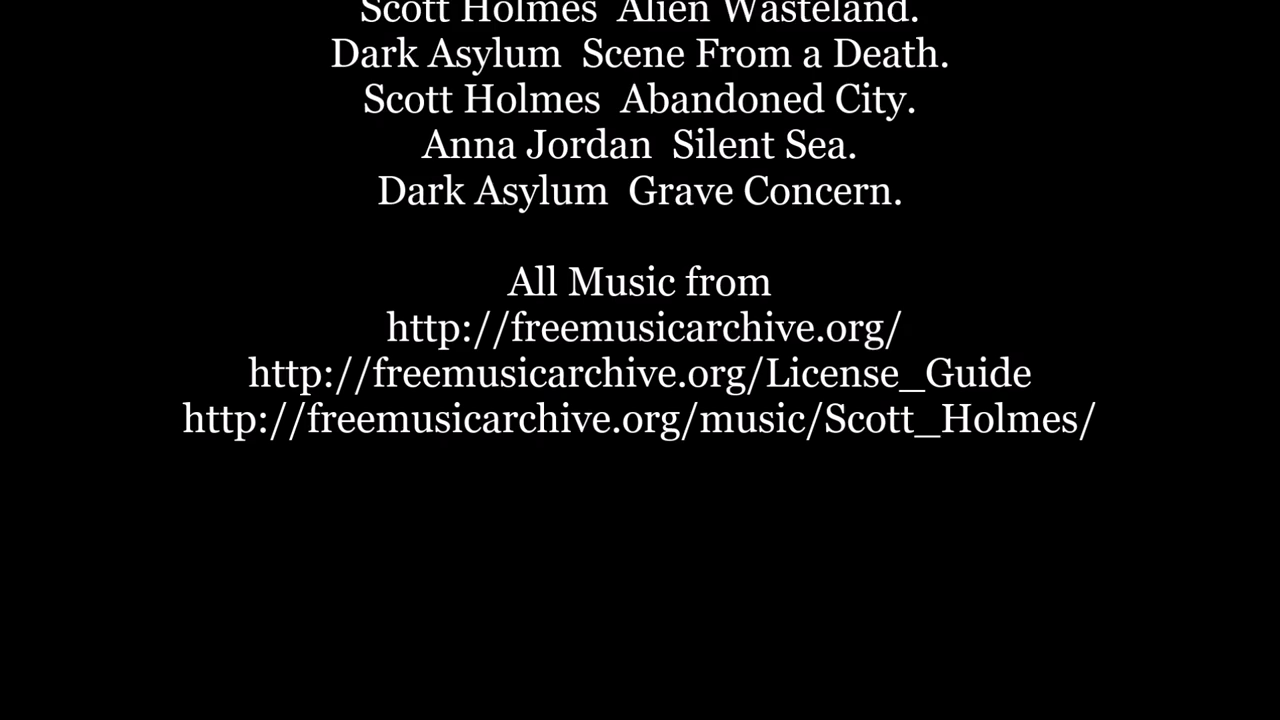 Scott Holmes  Alien Wasteland.
Dark Asylum  Scene From a Death.
Scott Holmes  Abandoned City.
Anna Jordan  Silent Sea.
Dark Asylum  Grave Concern.
All Music from
http://freemusicarchive.org/
http://freemusicarchive.org/License_Guide
http://freemusicarchive.org/music/Scott_Holmes/